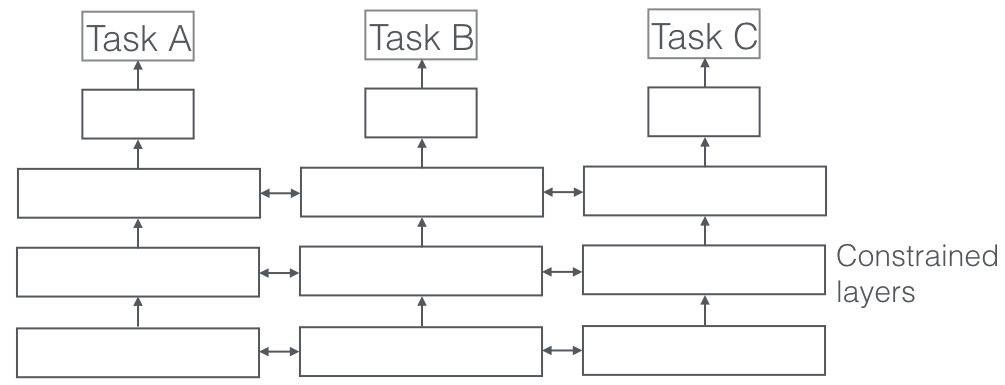 Task A
Task B
Task C
Constrained
layers